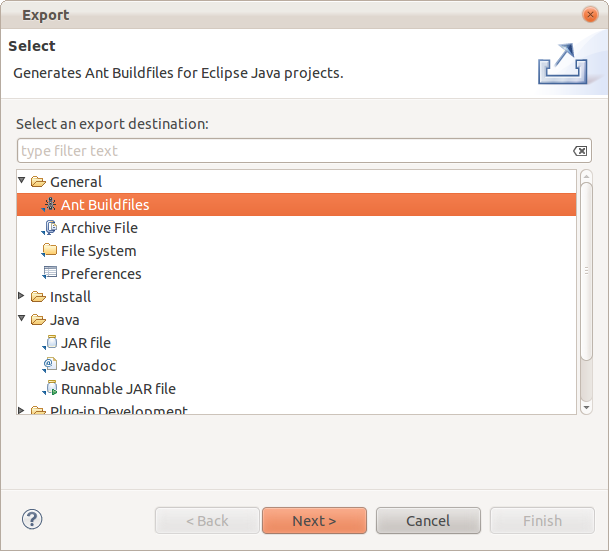 Export
Select
Generates Ant Buildfiles for Eclipse Java projects.
Select an export destination:
type filter text
General
Ant Buildfiles
Archive File
File System
Preferences
Install
Java
JAR file
Javadoc
Runnable JAR file
Plug-in Development
< Back Next > Cancel Finish